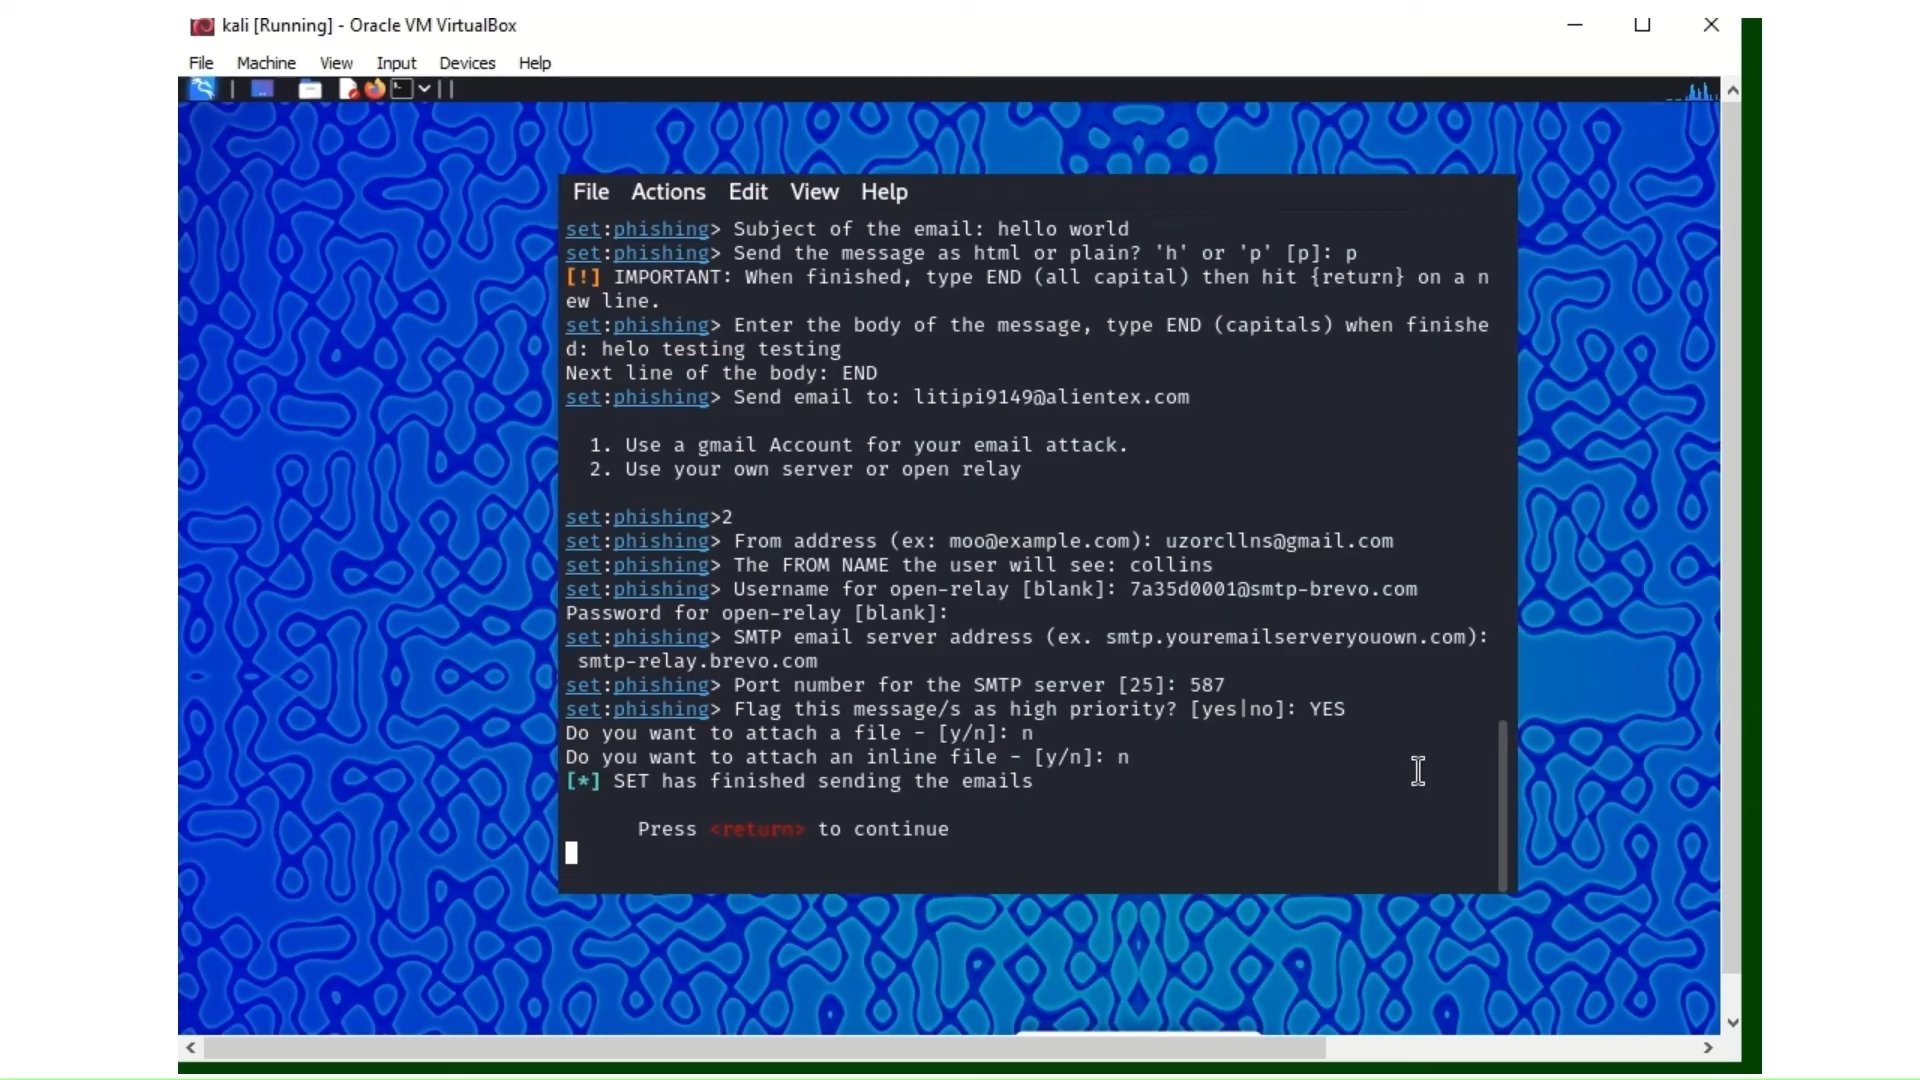 kali [Running] - Oracle VM VirtualBox
File Machine View Input Devices Help
File Actions Edit View Help
set:phishing> Subject of the email: hello world
set:phishing> Send the message as html or plain? 'h' or 'p' [p]: p
[!] IMPORTANT: When finished, type END (all capital) then hit {return} on a n
ew line.
set:phishing> Enter the body of the message, type END (capitals) when finishe
d: helo testing testing
Next line of the body: END
set:phishing> Send email to: litipi9149@alientex.com
1. Use a gmail Account for your email attack.
2. Use your own server or open relay
set:phishing>2
set:phishing> From address (ex: moo@example.com): uzorcllns@gmail.com
set:phishing> The FROM NAME the user will see: collins
set:phishing> Username for open-relay [blank]: 7a35d0001@smtp-brevo.com
Password for open-relay [blank]:
set:phishing> SMTP email server address (ex. smtp.youremailserveryouown.com):
smtp-relay.brevo.com
set:phishing> Port number for the SMTP server [25]: 587
set:phishing> Flag this message/s as high priority? [yes|no]: YES
Do you want to attach a file - [y/n]: n
Do you want to attach an inline file - [y/n]: n
[*] SET has finished sending the emails
Press <return> to continue